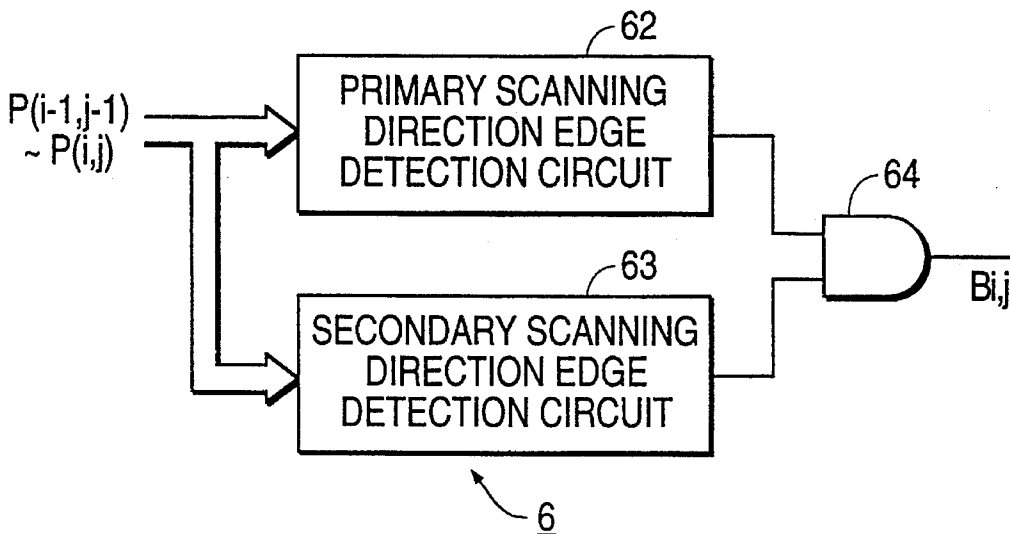 62
PRIMARY SCANNING
DIRECTION EDGE
DETECTION CIRCUIT
P(i-1,j-1)
~ P(i,j)
64
Bi,j
63
SECONDARY SCANNING
DIRECTION EDGE
DETECTION CIRCUIT
6